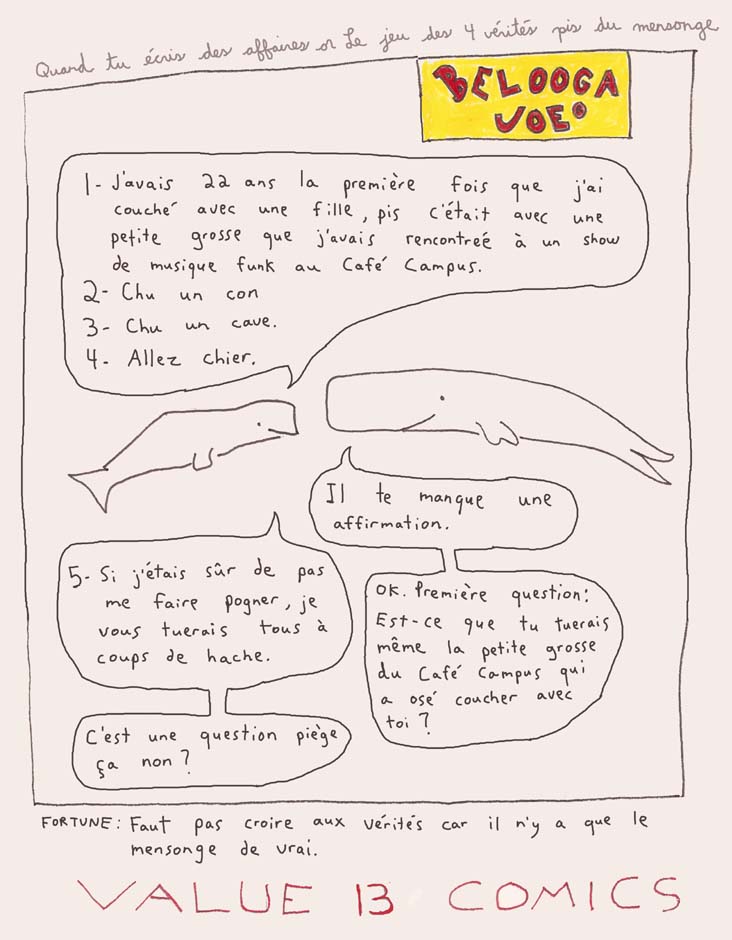 Quand tu écris des affaires or Le jeu des 4 vérités pis du mensonge
BELOOGA
JOE
1- J'avais 22 ans la première fois que j'ai
couché avec une fille, pis c'était avec une
petite grosse que j'avais rencontreé à un show
de musique funk au Café Campus.
2- Chu un con
3- Chu un cave.
4- Allez chier.
Il te manque une
affirmation.
5- Si j'étais sûr de pas
me faire pogner, je
vous tuerais tous à
coups de hache.
OK. Première question:
Est-ce que tu tuerais
même la petite grosse
du Café Campus qui
a osé coucher avec
toi?
C'est une question piège
ça non?
FORTUNE: Faut pas croire aux vérités car il n'y a que le
mensonge de vrai.
VALUE 13 COMICS